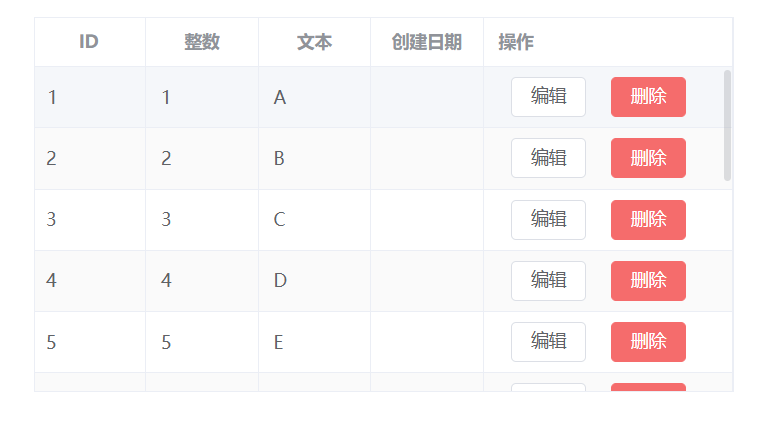 ID 整数 文本 创建日期 操作
1 1 A 编辑 删除
2 2 B 编辑 删除
3 3 C 编辑 删除
4 4 D 编辑 删除
5 5 E 编辑 删除